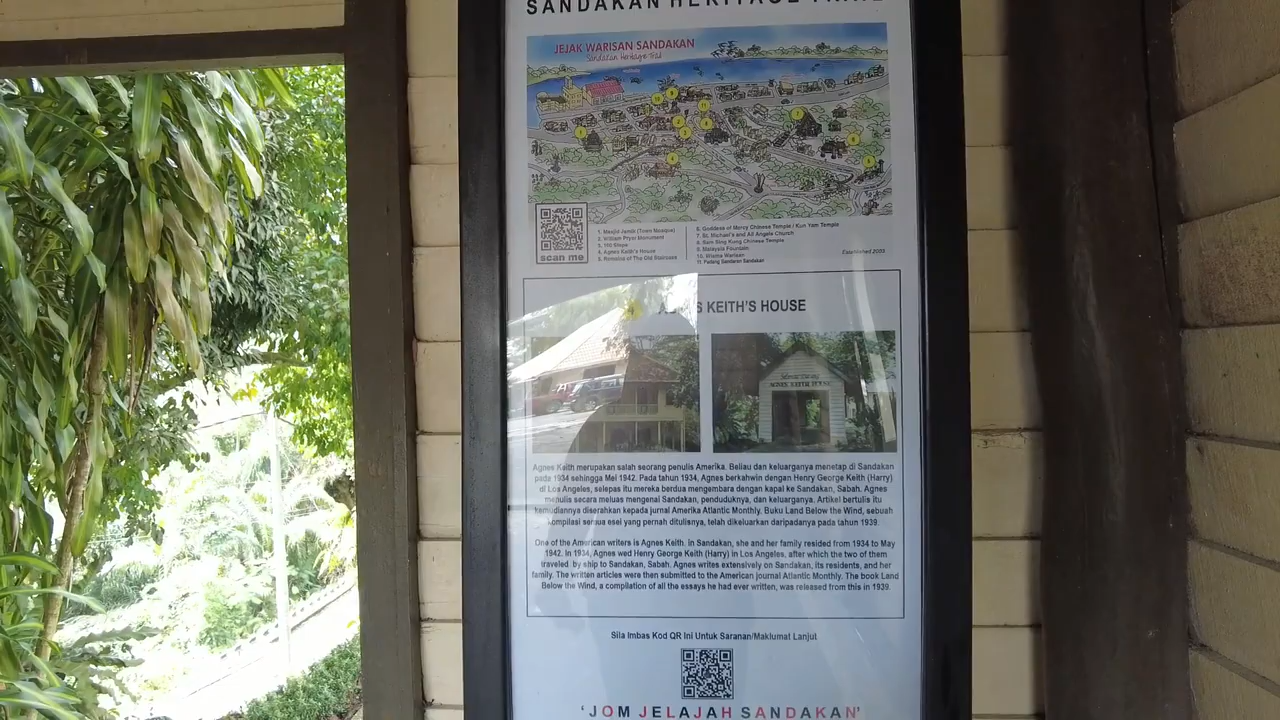 SANDAKAN HERITAGE TRAIL
JEJAK WARISAN SANDAKAN
Sandakan Heritage Trail
scan me
1. Masjid Jamik (Town Mosque)
2. William Pryer Monument
3. 100 Steps
4. Agnes Keith's House
5. Remains of The Old Staircase
6. Goddess of Mercy Chinese Temple / Kun Yam Temple
7. St. Michael's and All Angels Church
8. Sam Sing Kung Chinese Temple
9. Malaysia Fountain
10. Wisma Warisan
11. Padang Bandaran Sandakan
Established 2003
KEITH'S HOUSE
AGNES KEITH HOUSE
Agnes Keith merupakan salah seorang penulis Amerika. Beliau dan keluarganya menetap di Sandakan
pada 1934 sehingga Mei 1942. Pada tahun 1934, Agnes berkahwin dengan Henry George Keith (Harry)
di Los Angeles, selepas itu mereka berdua mengembara dengan kapal ke Sandakan, Sabah. Agnes
menulis secara meluas mengenai Sandakan, penduduknya, dan keluarganya. Artikel bertulis itu
kemudiannya diserahkan kepada jurnal Amerika Atlantic Monthly. Buku Land Below the Wind, sebuah
kompilasi semua esei yang pernah ditulisnya, telah dikeluarkan daripadanya pada tahun 1939.
One of the American writers is Agnes Keith. in Sandakan, she and her family resided from 1934 to May
1942. In 1934, Agnes wed Henry George Keith (Harry) in Los Angeles, after which the two of them
traveled by ship to Sandakan, Sabah. Agnes writes extensively on Sandakan, its residents, and her
family. The written articles were then submitted to the American journal Atlantic Monthly. The book Land
Below the Wind, a compilation of all the essays he had ever written, was released from this in 1939.
Sila Imbas Kod QR Ini Untuk Saranan/Maklumat Lanjut
'JOM JELAJAH SANDAKAN'